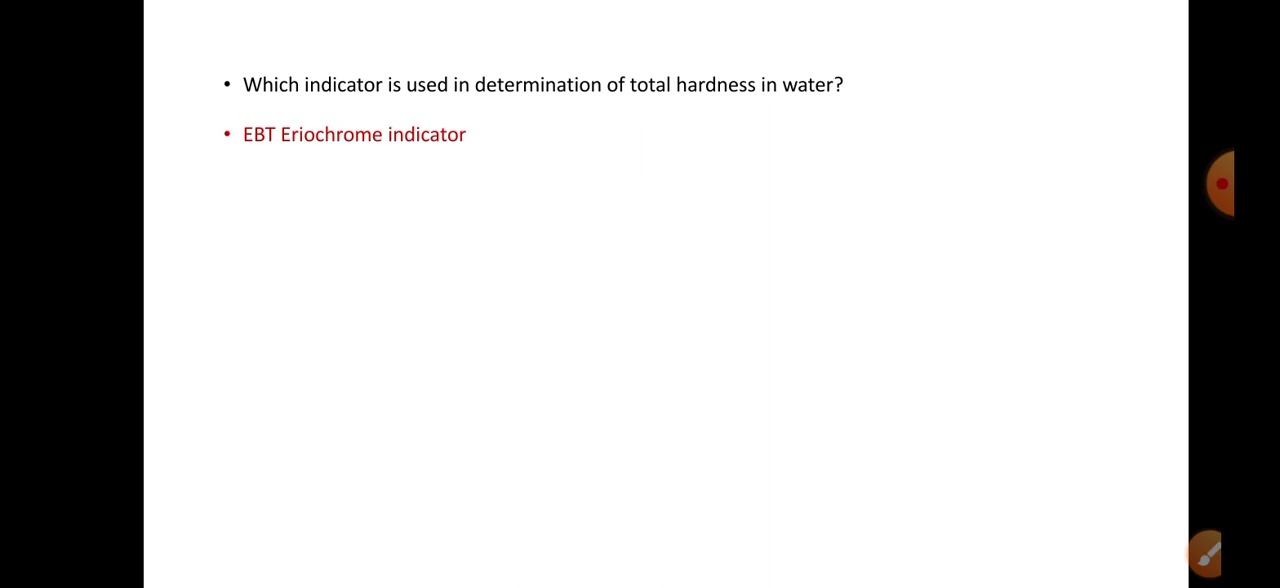 • Which indicator is used in determination of total hardness in water?
• EBT Eriochrome indicator